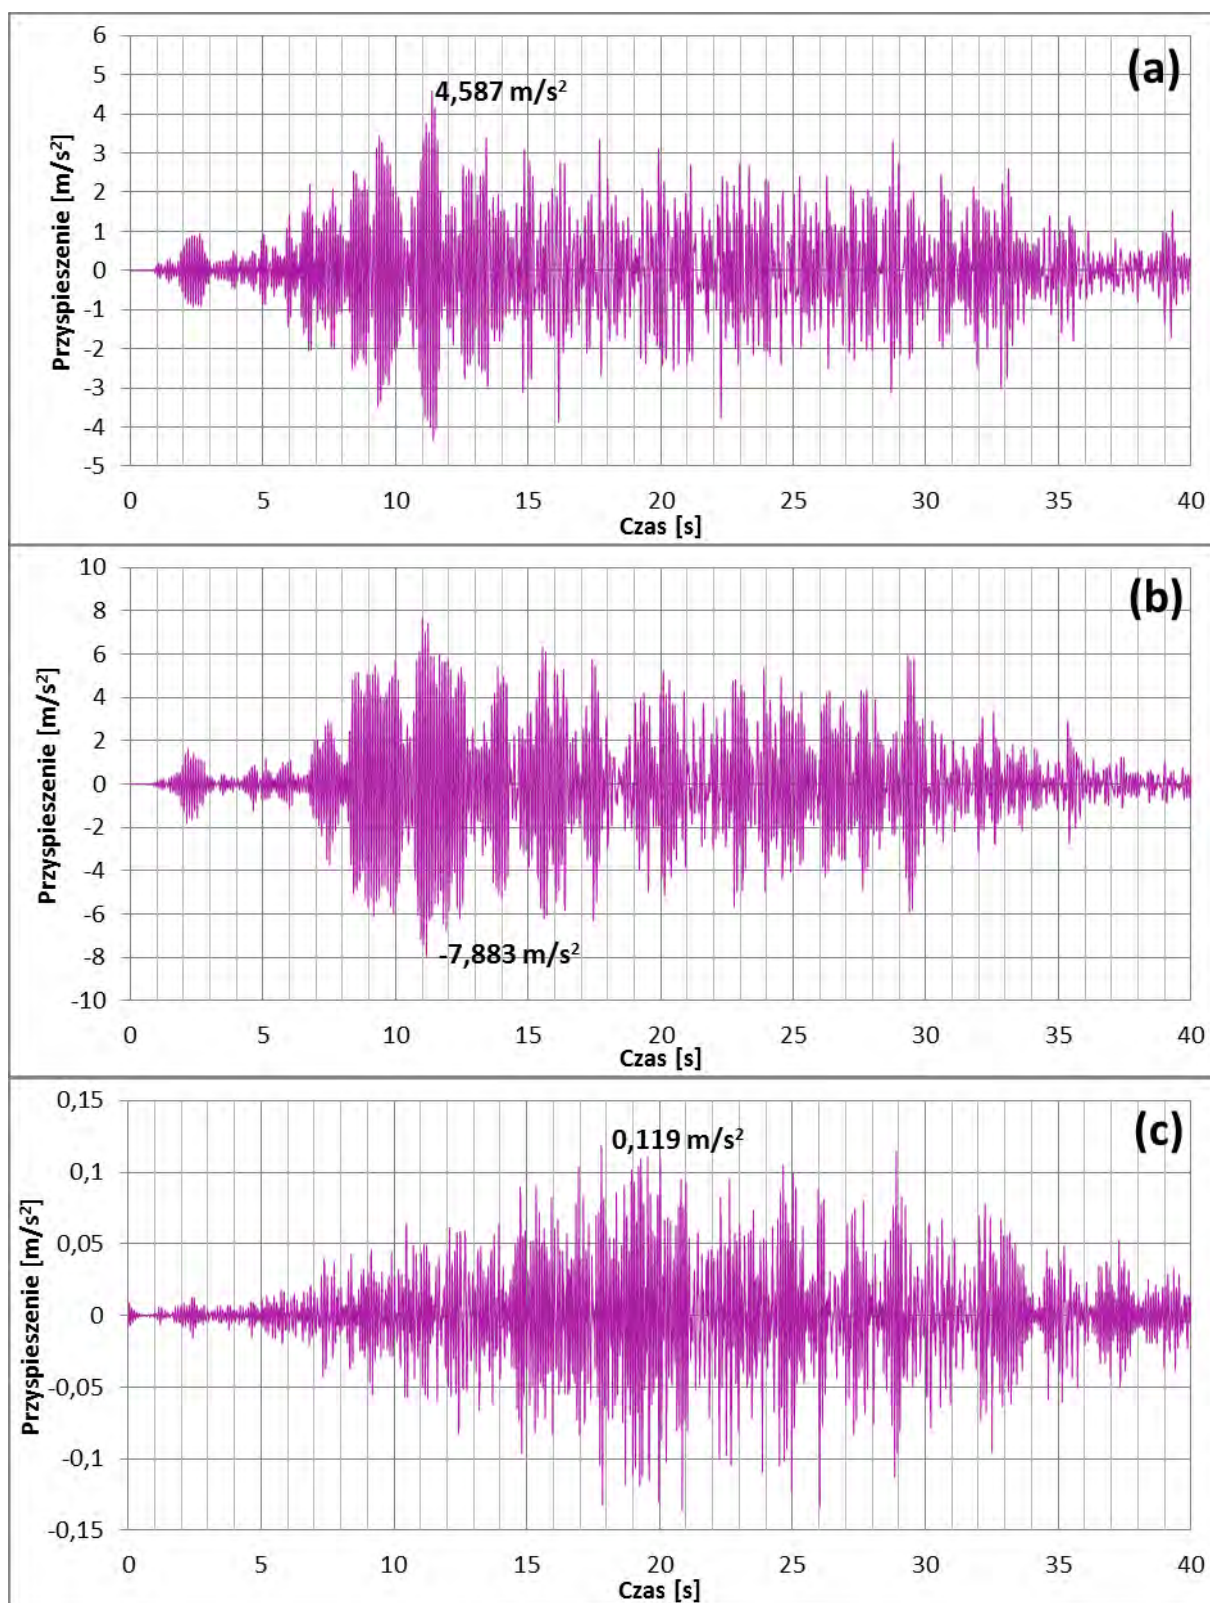 (a)
4,587 m/s²
Przyspieszenie [m/s²]
6
5
4
3
2
1
0
-1
-2
-3
-4
-5
0 5 10 15 20 25 30 35 40
Czas [s]
(b)
-7,883 m/s²
Przyspieszenie [m/s²]
10
8
6
4
2
0
-2
-4
-6
-8
-10
0 5 10 15 20 25 30 35 40
Czas [s]
(c)
0,119 m/s²
Przyspieszenie [m/s²]
0,15
0,1
0,05
0
-0,05
-0,1
-0,15
0 5 10 15 20 25 30 35 40
Czas [s]